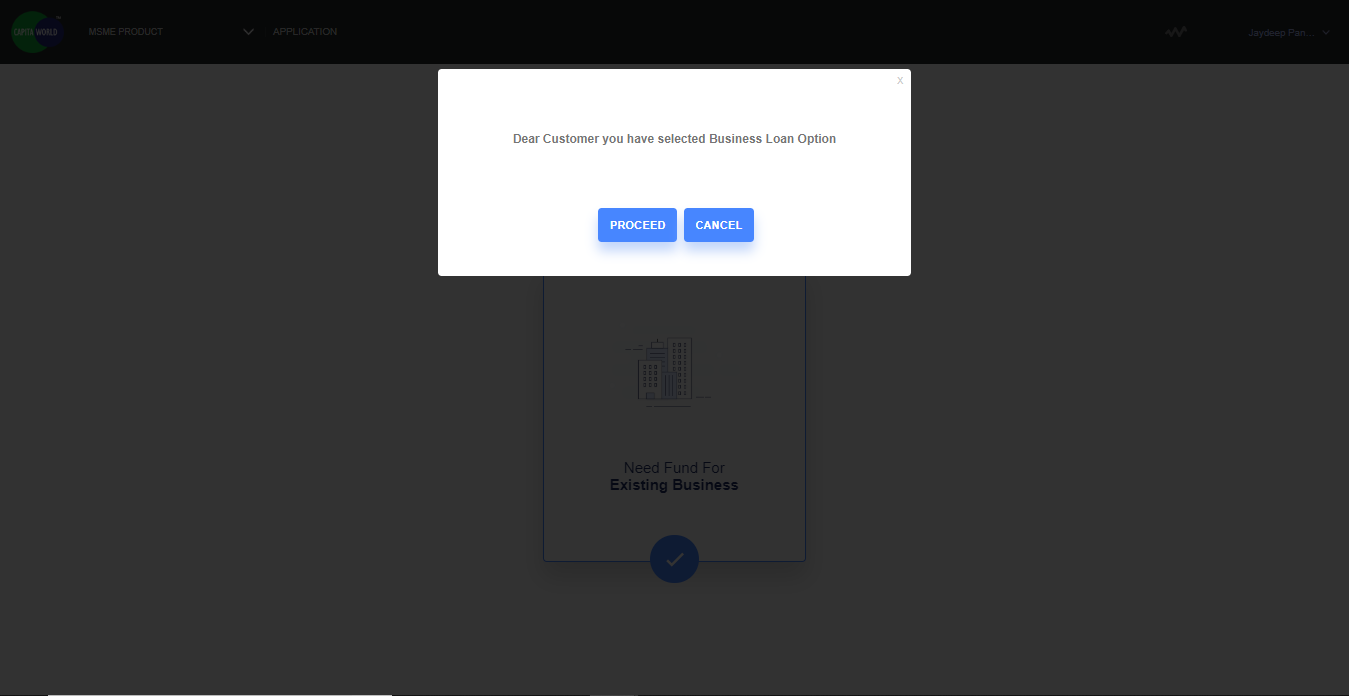 CAPITA WORLD
MSME PRODUCT
APPLICATION
Jaydeep Pan...
x
Dear Customer you have selected Business Loan Option
PROCEED
CANCEL
Need Fund For
Existing Business